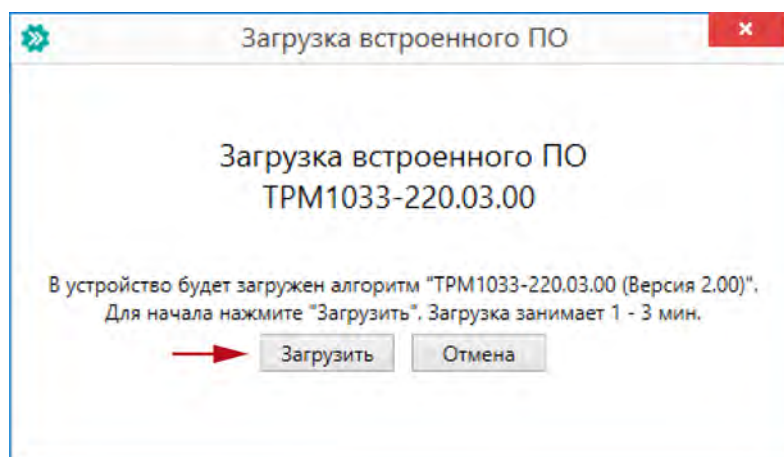 Загрузка встроенного ПО
Загрузка встроенного ПО
ТРМ1033-220.03.00
В устройство будет загружен алгоритм "ТРМ1033-220.03.00 (Версия 2.00)".
Для начала нажмите "Загрузить". Загрузка занимает 1 - 3 мин.
Загрузить Отмена